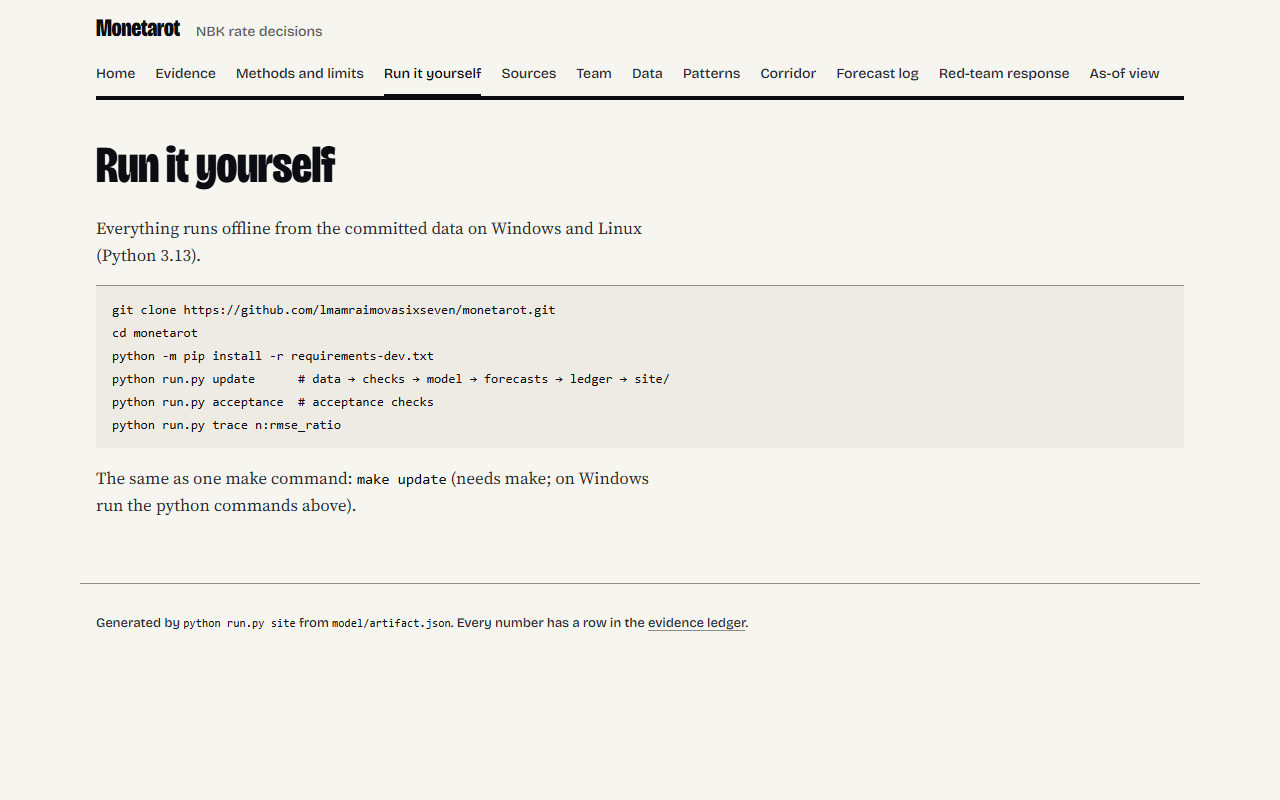 Monetarot NBK rate decisions
Home Evidence Methods and limits Run it yourself Sources Team Data Patterns Corridor Forecast log Red-team response As-of view
Run it yourself
Everything runs offline from the committed data on Windows and Linux
(Python 3.13).
git clone https://github.com/lmamraimovasixseven/monetarot.git
cd monetarot
python -m pip install -r requirements-dev.txt
python run.py update      # data → checks → model → forecasts → ledger → site/
python run.py acceptance  # acceptance checks
python run.py trace n:rmse_ratio
The same as one make command: make update (needs make; on Windows
run the python commands above).
Generated by python run.py site from model/artifact.json. Every number has a row in the evidence ledger.